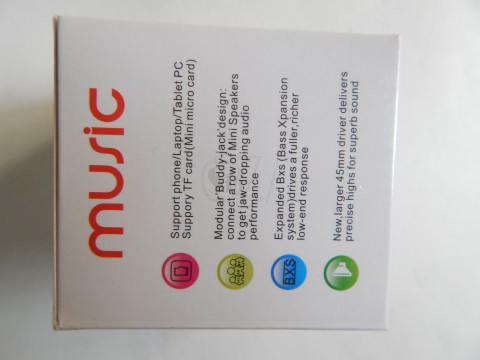 music
Support phone/Laptop/Tablet PC
Suppory TF card(Mini micro card)
Modular'Buddy-jack'design:
connect a row of Mini Speakers
to get jaw-dropping audio
performance
BXS
Expanded Bxs (Bass Xpansion
system)drives a fuller,richer
low-end response
New,larger 45mm driver delivers
precise highs for superb sound